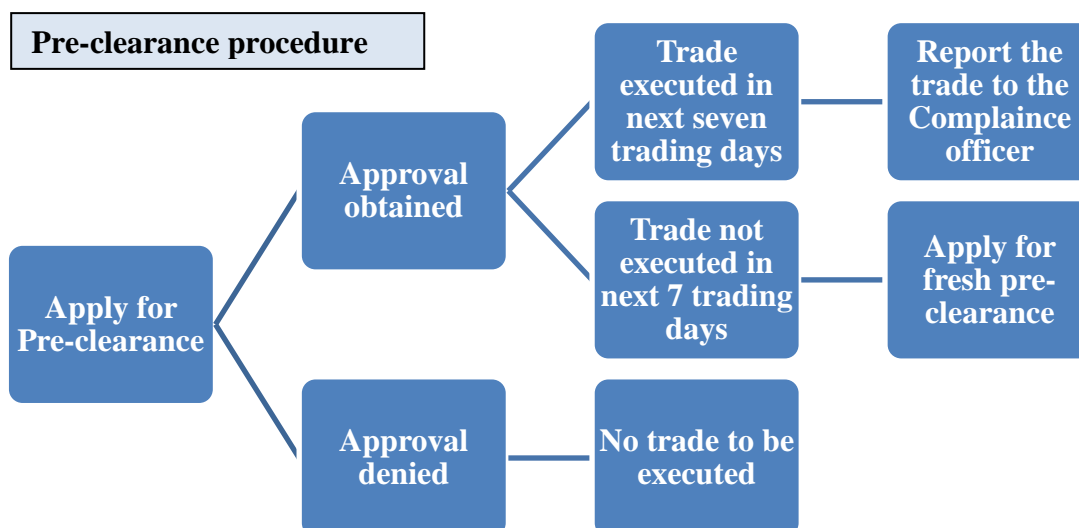 Pre-clearance procedure
Apply for
Pre-clearance
Approval
obtained
Trade
executed in
next seven
trading days
Report the
trade to the
Complaince
officer
Trade not
executed in
next 7 trading
days
Apply for
fresh pre-
clearance
Approval
denied
No trade to be
executed